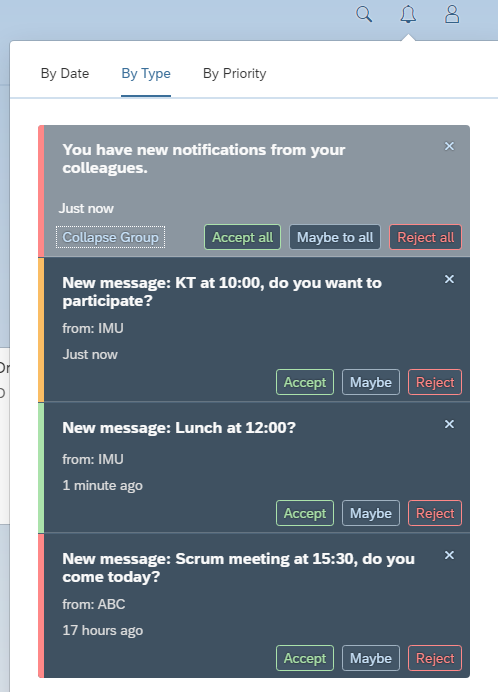 By Date By Type By Priority
You have new notifications from your
colleagues.
Just now
Collapse Group Accept all Maybe to all Reject all
New message: KT at 10:00, do you want to
participate?
from: IMU
Just now
Accept Maybe Reject
New message: Lunch at 12:00?
from: IMU
1 minute ago
Accept Maybe Reject
New message: Scrum meeting at 15:30, do you
come today?
from: ABC
17 hours ago
Accept Maybe Reject